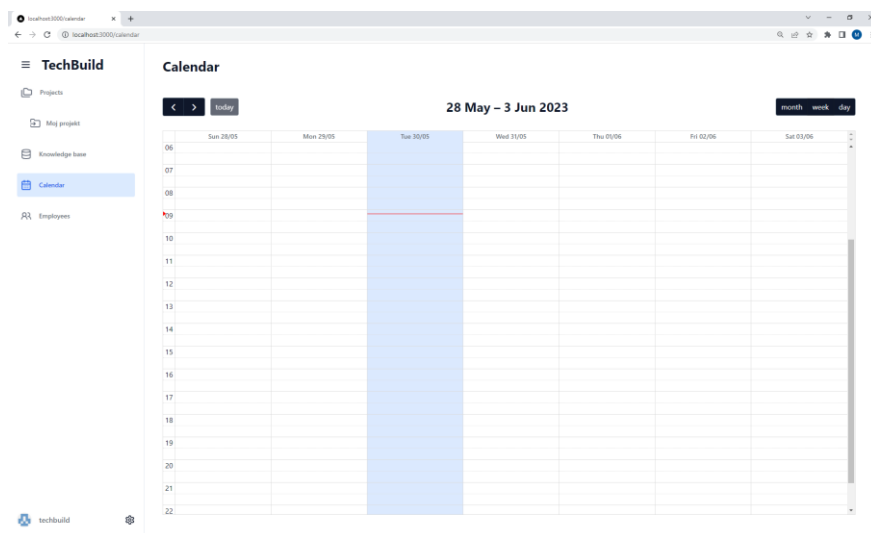 localhost:3000/calendar
localhost:3000/calendar
M
TechBuild
Projects
Moj projekt
Knowledge base
Calendar
Employees
techbuild
Calendar
today
28 May – 3 Jun 2023
month week day
Sun 28/05 Mon 29/05 Tue 30/05 Wed 31/05 Thu 01/06 Fri 02/06 Sat 03/06
06
07
08
09
10
11
12
13
14
15
16
17
18
19
20
21
22